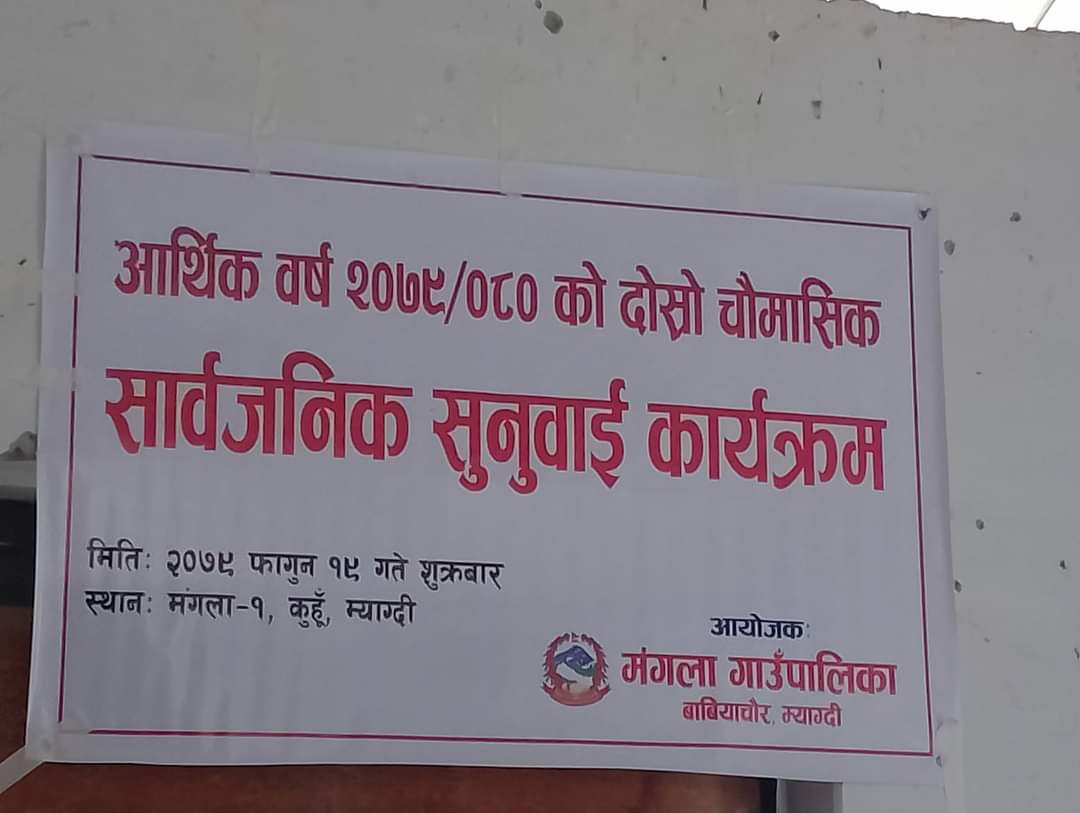 आर्थिक वर्ष २०७९/०८० को दोस्रो चौमासिक
सार्वजनिक सुनुवाई कार्यक्रम
मितिः २०७९ फागुन १९ गते शुक्रबार
स्थानः मंगला-१, कुहूँ, म्याग्दी
आयोजकः
मंगला गाउँपालिका
बाबियाचौर, म्याग्दी